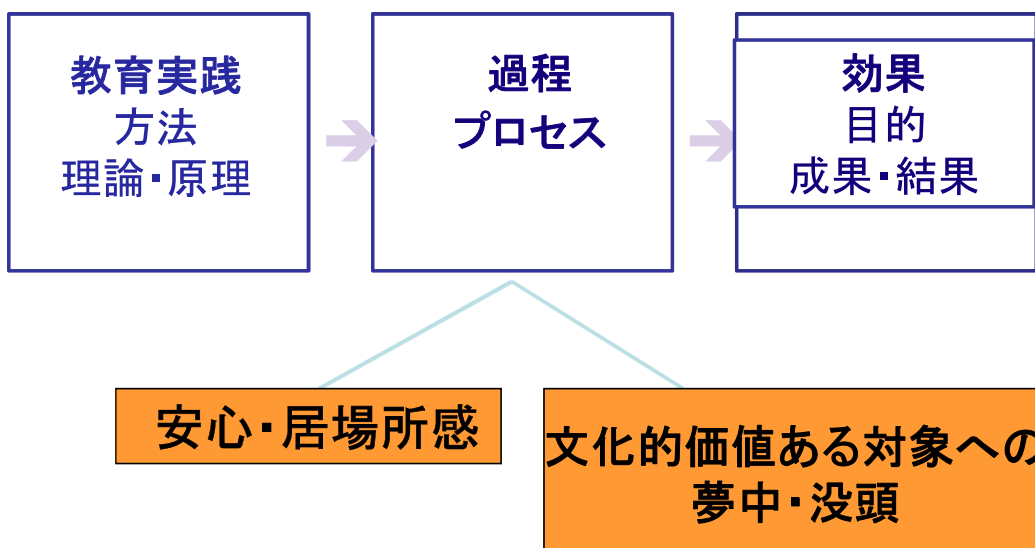 教育実践
方法
理論・原理
過程
プロセス
効果
目的
成果・結果
安心・居場所感
文化的価値ある対象への
夢中・没頭